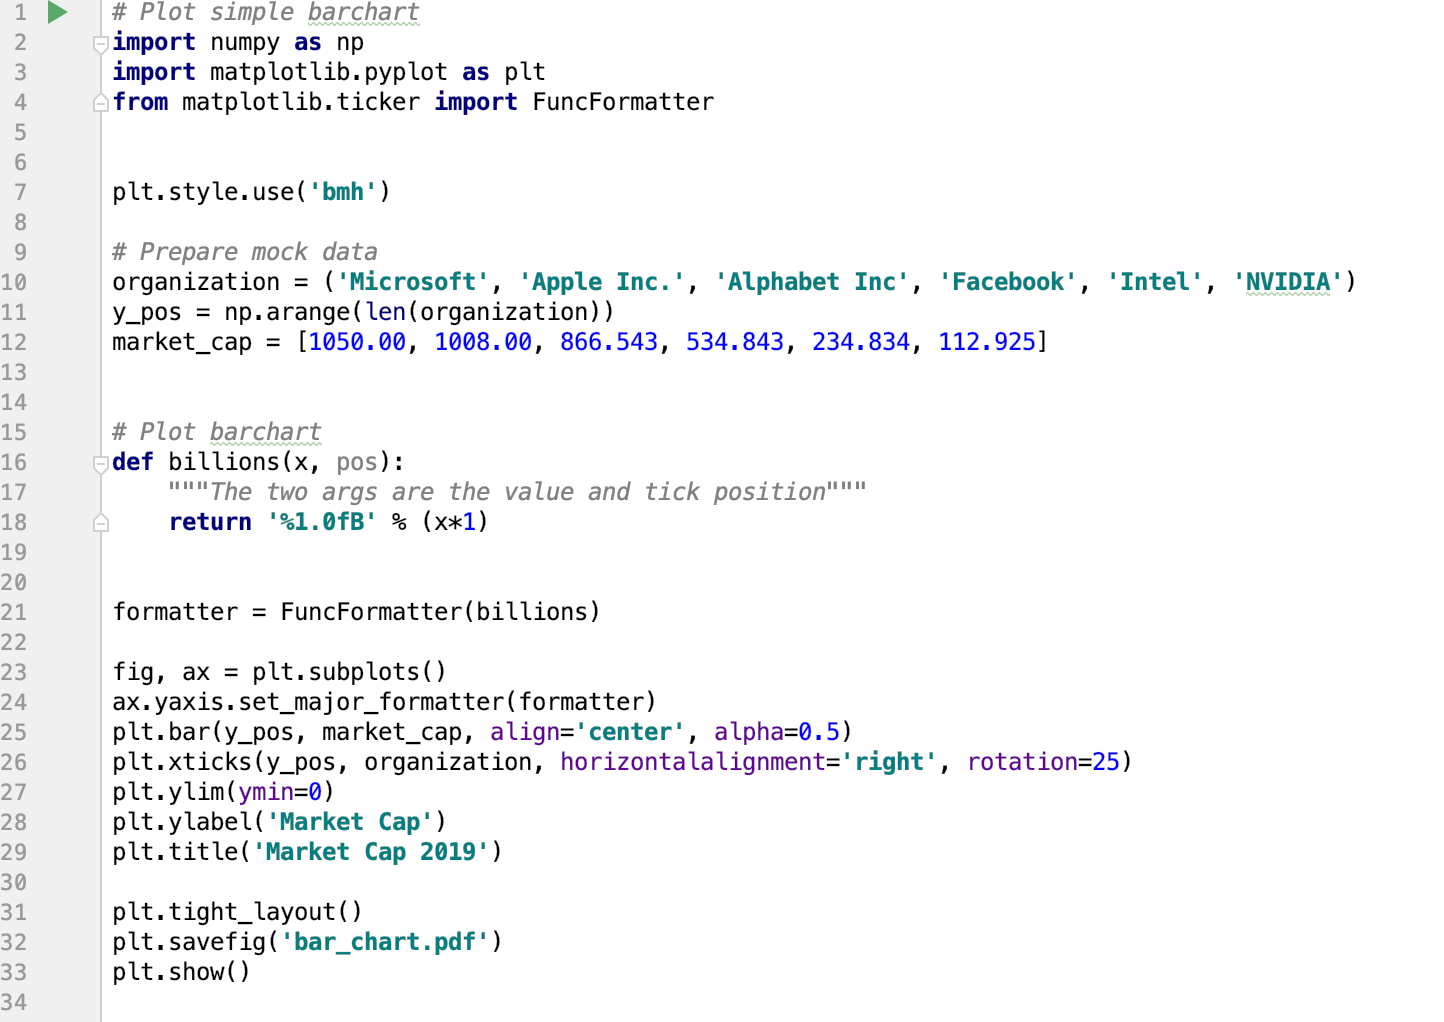 1 # Plot simple barchart
2 import numpy as np
3 import matplotlib.pyplot as plt
4 from matplotlib.ticker import FuncFormatter
5
6
7 plt.style.use('bmh')
8
9 # Prepare mock data
10 organization = ('Microsoft', 'Apple Inc.', 'Alphabet Inc', 'Facebook', 'Intel', 'NVIDIA')
11 y_pos = np.arange(len(organization))
12 market_cap = [1050.00, 1008.00, 866.543, 534.843, 234.834, 112.925]
13
14
15 # Plot barchart
16 def billions(x, pos):
17     """The two args are the value and tick position"""
18     return '%1.0fB' % (x*1)
19
20
21 formatter = FuncFormatter(billions)
22
23 fig, ax = plt.subplots()
24 ax.yaxis.set_major_formatter(formatter)
25 plt.bar(y_pos, market_cap, align='center', alpha=0.5)
26 plt.xticks(y_pos, organization, horizontalalignment='right', rotation=25)
27 plt.ylim(ymin=0)
28 plt.ylabel('Market Cap')
29 plt.title('Market Cap 2019')
30
31 plt.tight_layout()
32 plt.savefig('bar_chart.pdf')
33 plt.show()
34